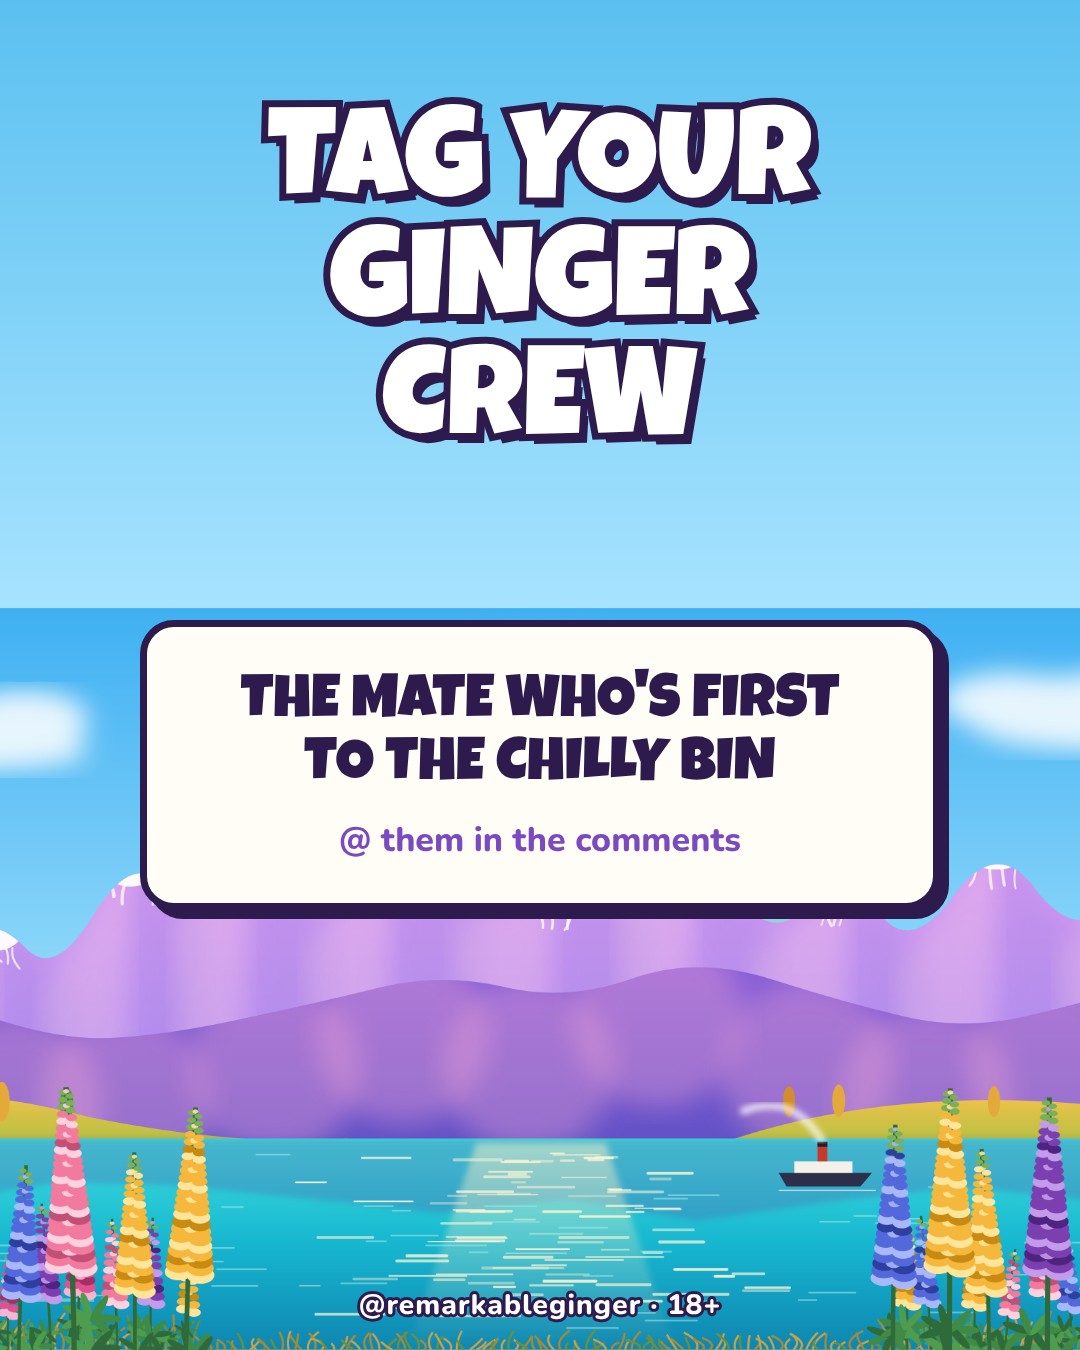 TAG YOUR
GINGER
CREW
THE MATE WHO'S FIRST
TO THE CHILLY BIN
@ them in the comments
@remarkableginger · 18+